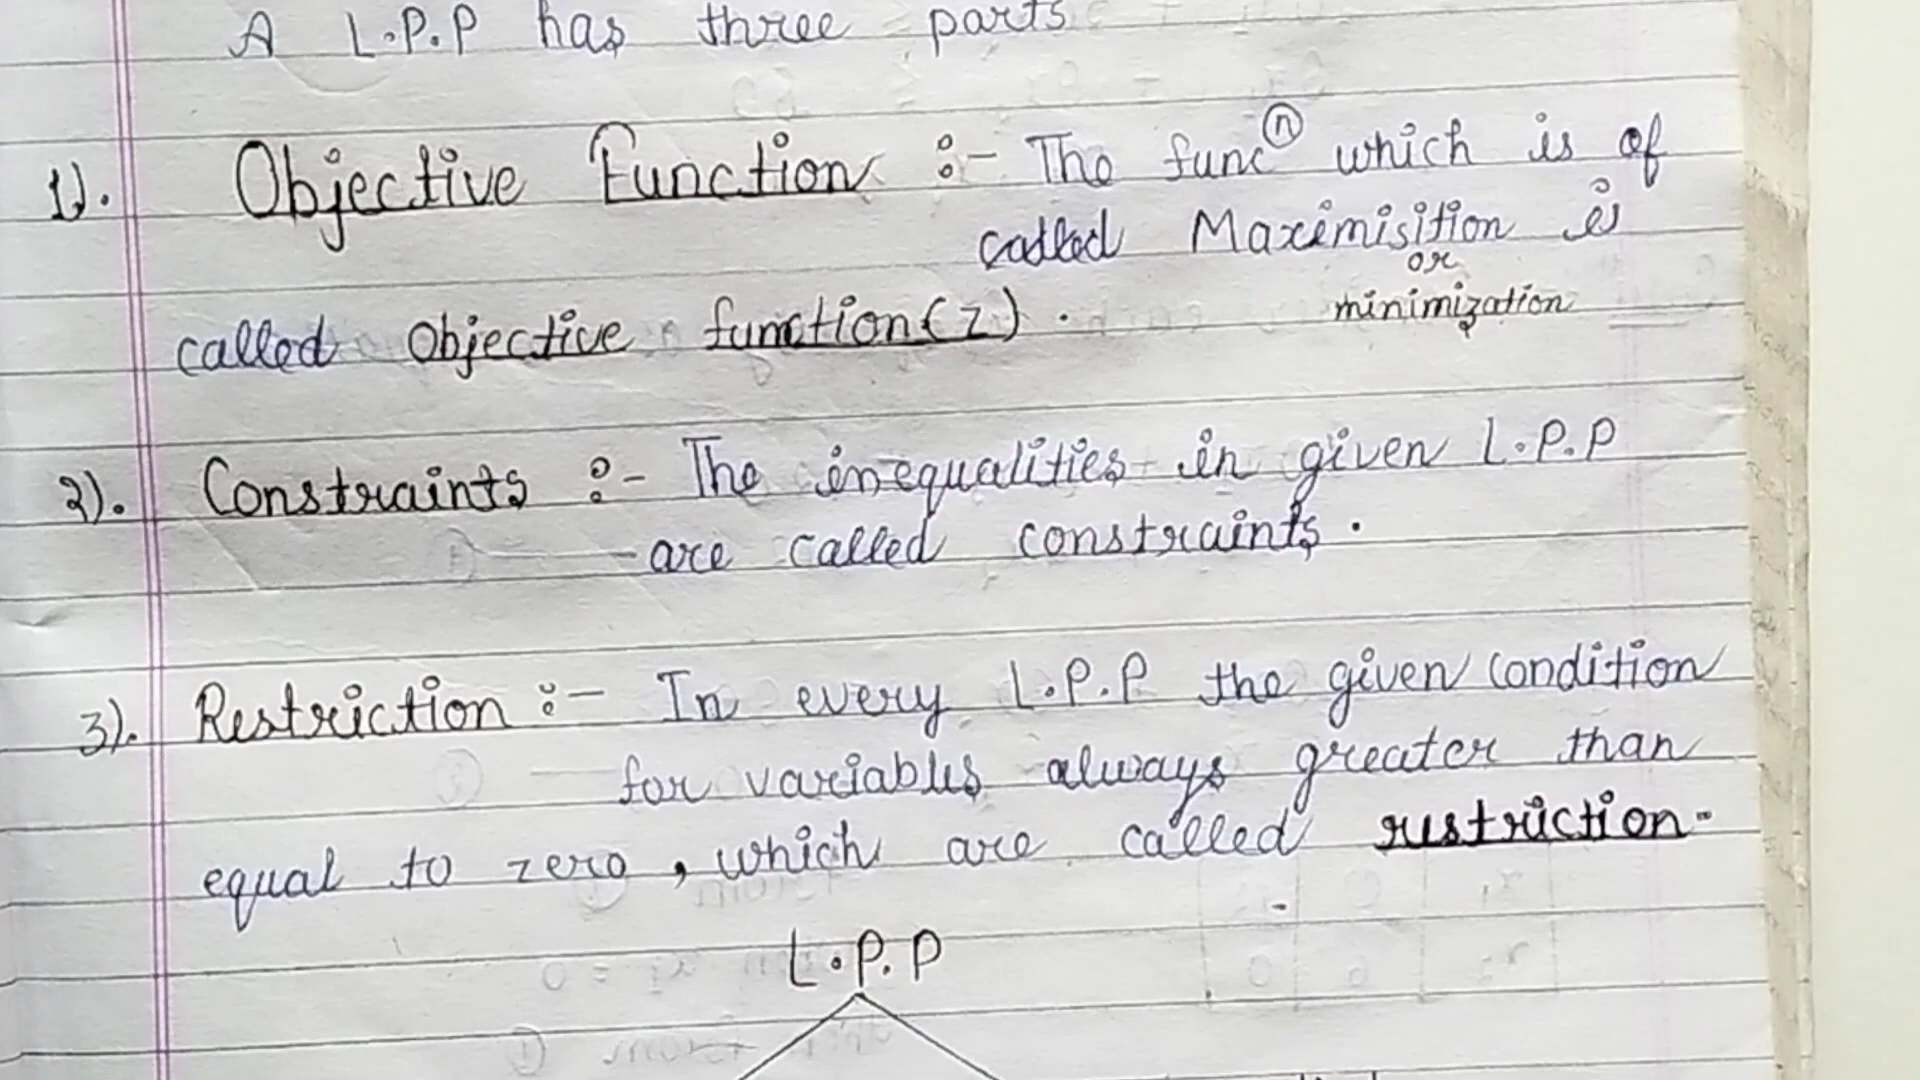 A L.P.P has three parts
1). Objective Function :- The funcⁿ which is of
called Maximisition is
or
minimization
called Objective function(z).
2). Constraints :- The inequalities in given L.P.P
are called constraints.
3). Restriction :- In every L.P.P the given condition
for variables always greater than
equal to zero, which are called restriction.
L.P.P